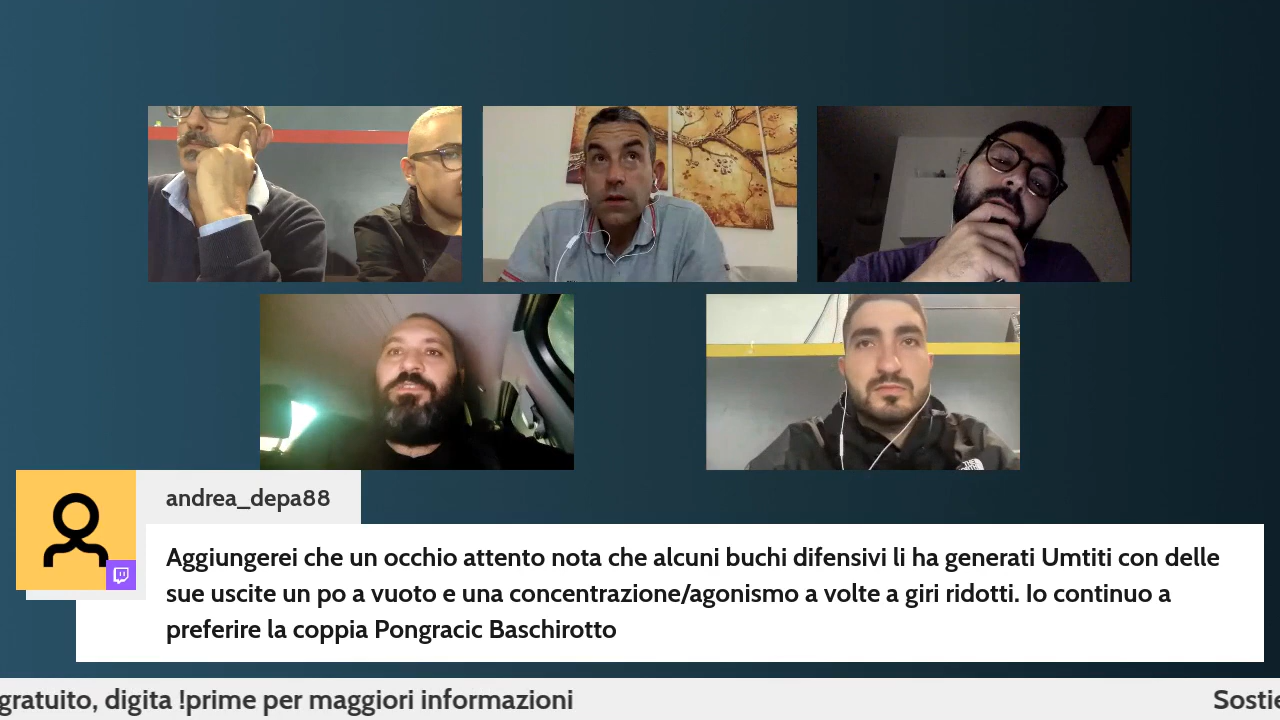 andrea_depa88
Aggiungerei che un occhio attento nota che alcuni buchi difensivi li ha generati Umtiti con delle
sue uscite un po a vuoto e una concentrazione/agonismo a volte a giri ridotti. Io continuo a
preferire la coppia Pongracic Baschirotto
gratuito, digita !prime per maggiori informazioni